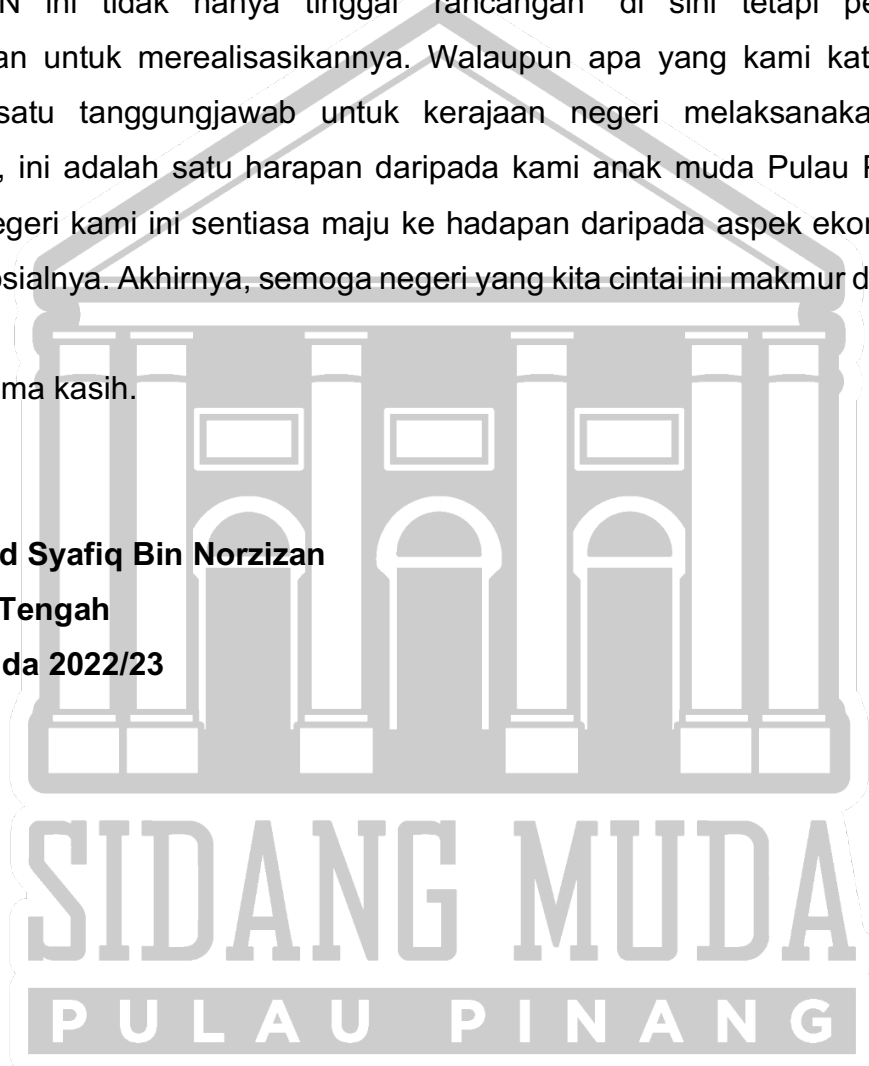 N ini tidak hanya tinggal "rancangan" di sini tetapi pe
an untuk merealisasikannya. Walaupun apa yang kami kat
satu tanggungjawab untuk kerajaan negeri melaksanaka
, ini adalah satu harapan daripada kami anak muda Pulau P
egeri kami ini sentiasa maju ke hadapan daripada aspek ekor
osialnya. Akhirnya, semoga negeri yang kita cintai ini makmur d
ma kasih.
d Syafiq Bin Norzizan
Tengah
da 2022/23
SIDANG MUDA
PULAU PINANG